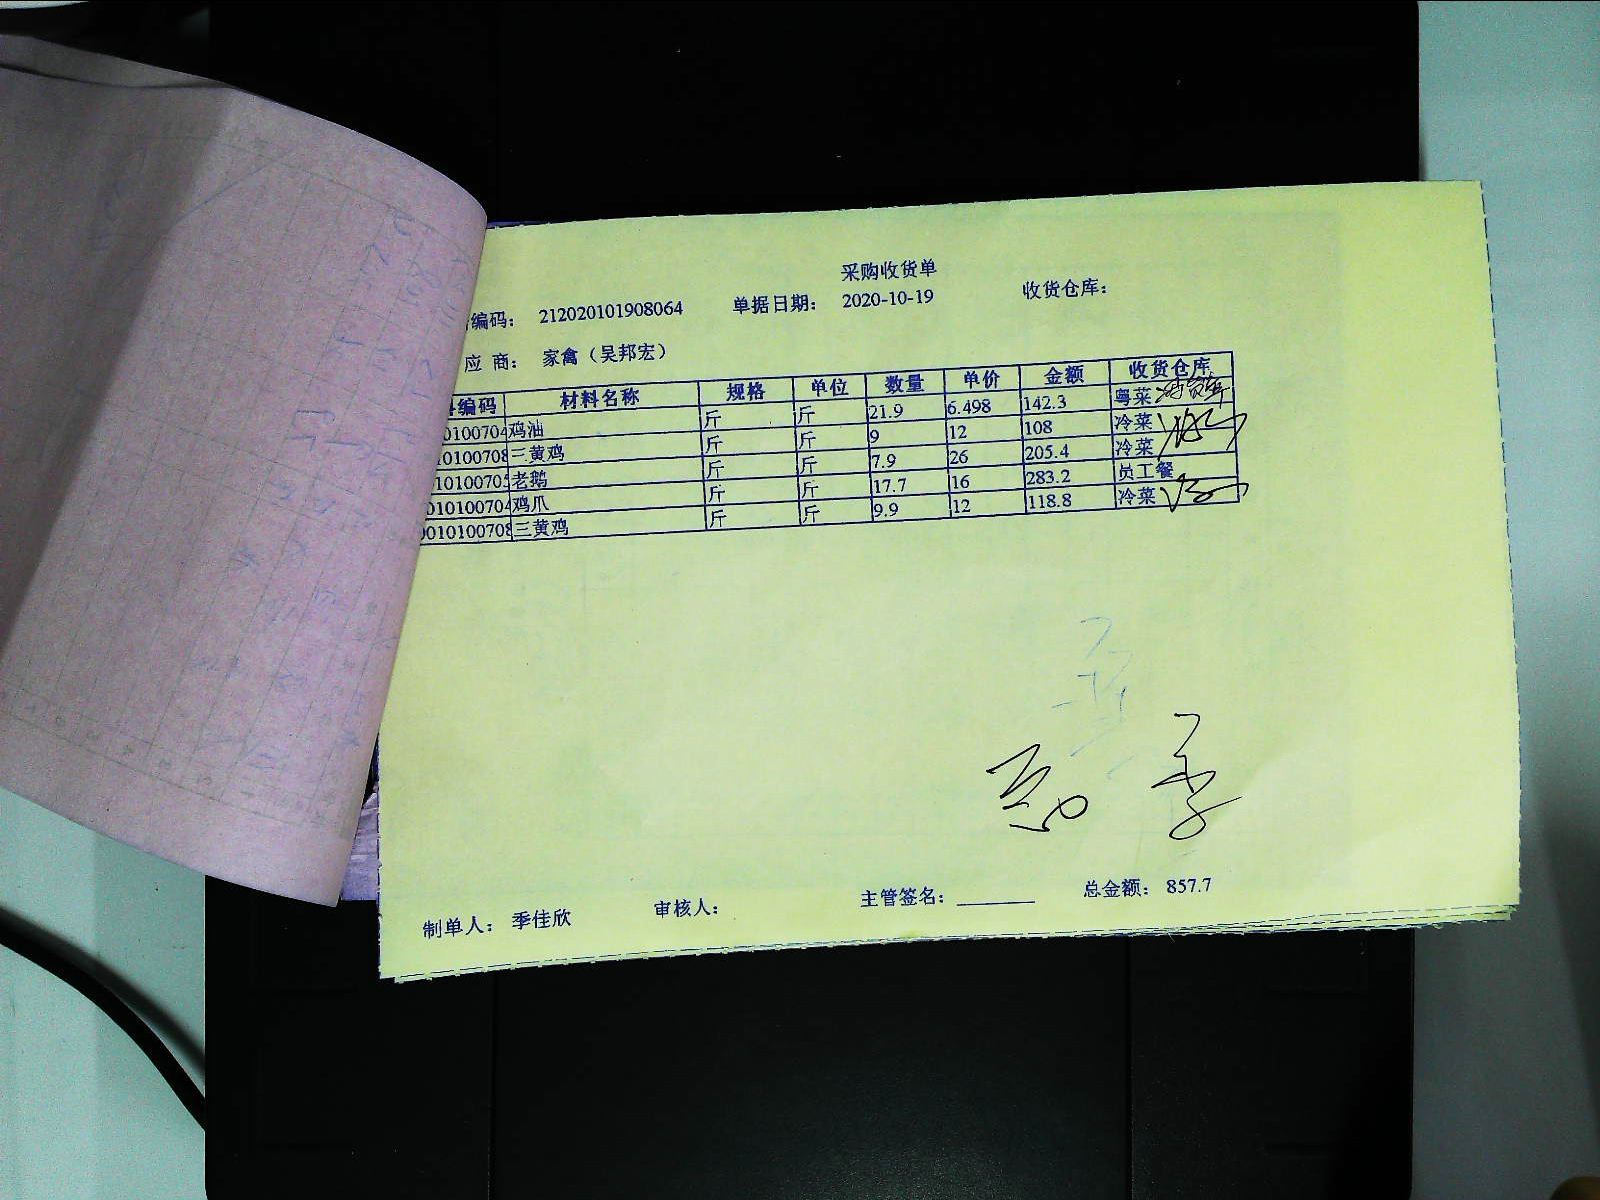 采购收货单
编码： 212020101908064 单据日期： 2020-10-19 收货仓库：
应 商： 家禽（吴邦宏）
编码 材料名称 规格 单位 数量 单价 金额 收货仓库
0100704 鸡油 斤 斤 21.9 6.498 142.3 粤菜
10100708 三黄鸡 斤 斤 9 12 108 冷菜
10100705 老鹅 斤 斤 7.9 26 205.4 冷菜
010100704 鸡爪 斤 斤 17.7 16 283.2 员工餐
0010100708 三黄鸡 斤 斤 9.9 12 118.8 冷菜
制单人： 季佳欣 审核人： 主管签名：______ 总金额： 857.7